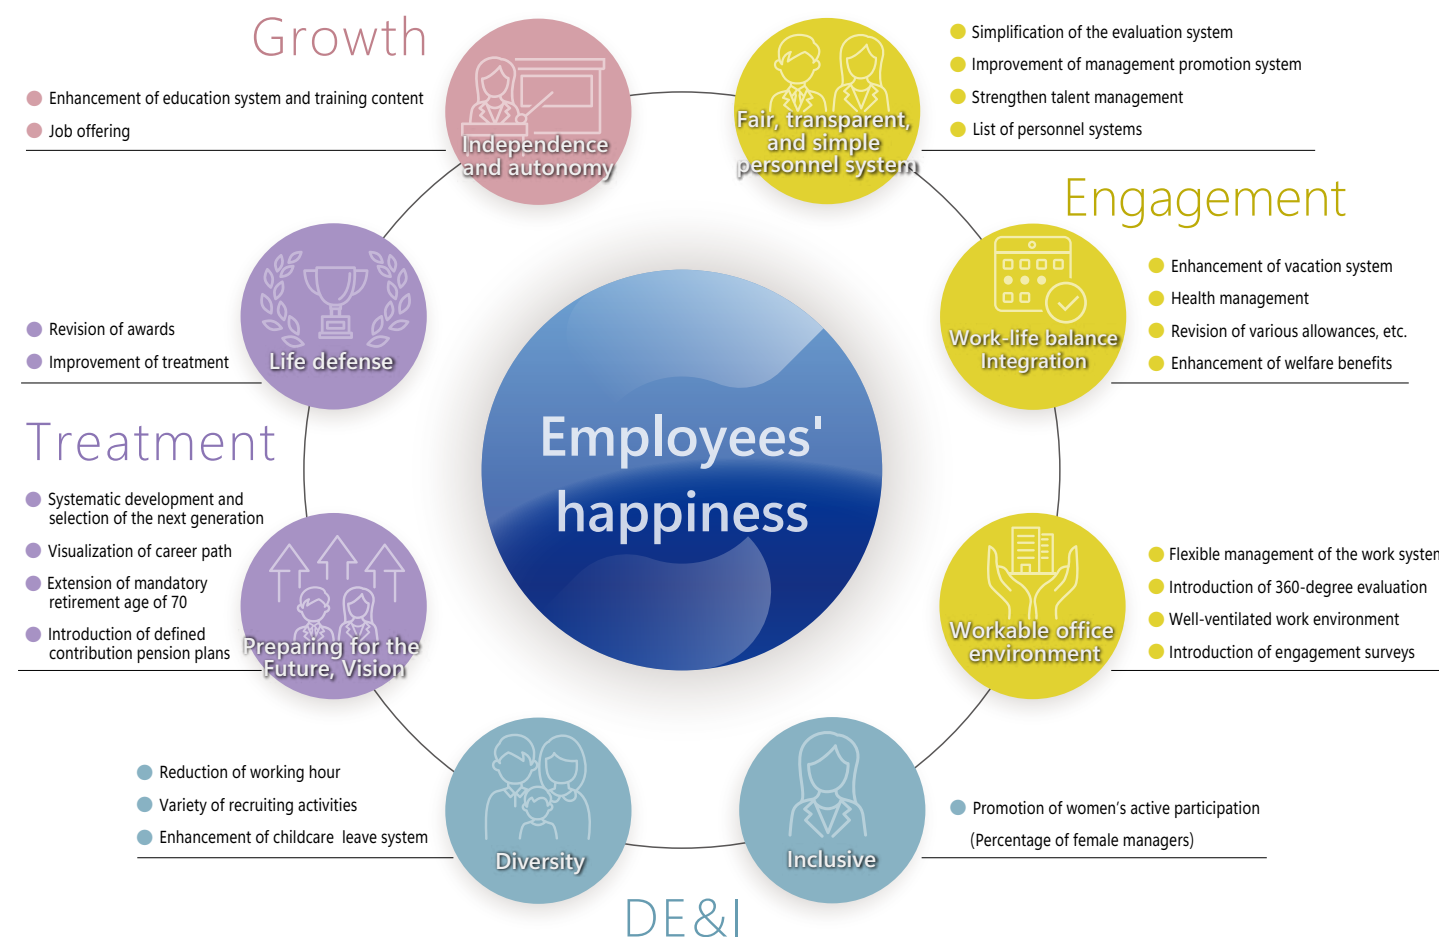 Growth
Enhancement of education system and training content
Job offering
Independence
and autonomy
Fair, transparent,
and simple
personnel system
Simplification of the evaluation system
Improvement of management promotion system
Strengthen talent management
List of personnel systems
Engagement
Work-life balance
Integration
Enhancement of vacation system
Health management
Revision of various allowances, etc.
Enhancement of welfare benefits
Life defense
Revision of awards
Improvement of treatment
Treatment
Employees'
happiness
Systematic development and
selection of the next generation
Visualization of career path
Extension of mandatory
retirement age of 70
Introduction of defined
contribution pension plans
Preparing for the
Future, Vision
Workable office
environment
Flexible management of the work system
Introduction of 360-degree evaluation
Well-ventilated work environment
Introduction of engagement surveys
Reduction of working hour
Variety of recruiting activities
Enhancement of childcare leave system
Diversity
Inclusive
Promotion of women's active participation
(Percentage of female managers)
DE&I